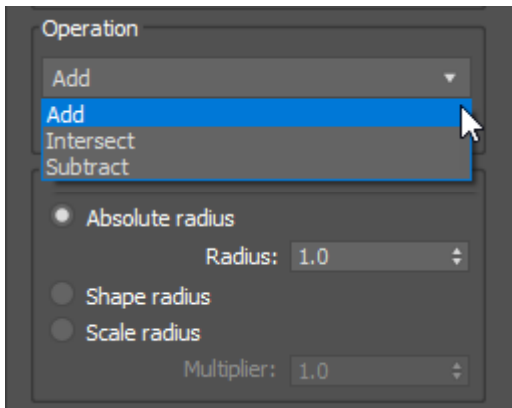 Operation
Add
Add
Intersect
Subtract
Absolute radius
Radius: 1.0
Shape radius
Scale radius
Multiplier: 1.0